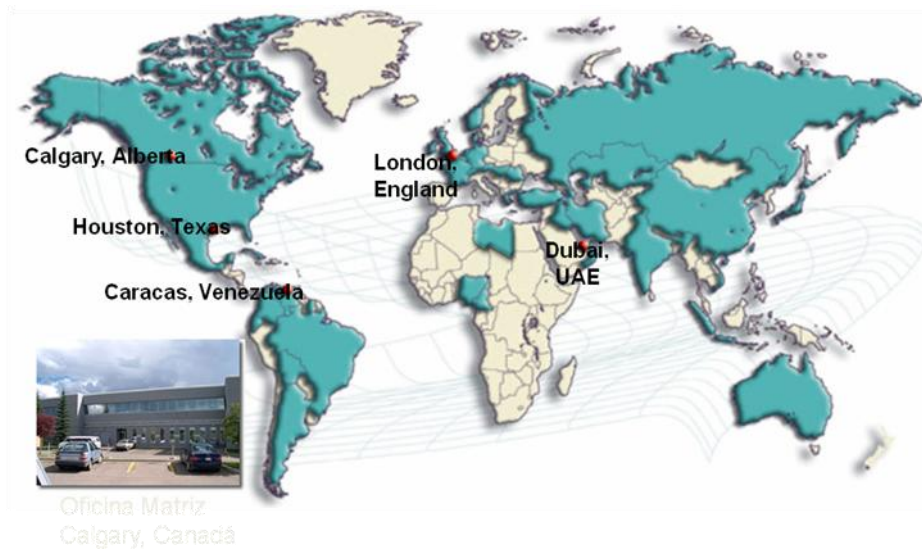 Calgary, Alberta
London,
England
Houston, Texas
Dubai,
UAE
Caracas, Venezuela
Oficina Matriz
Calgary, Canadá